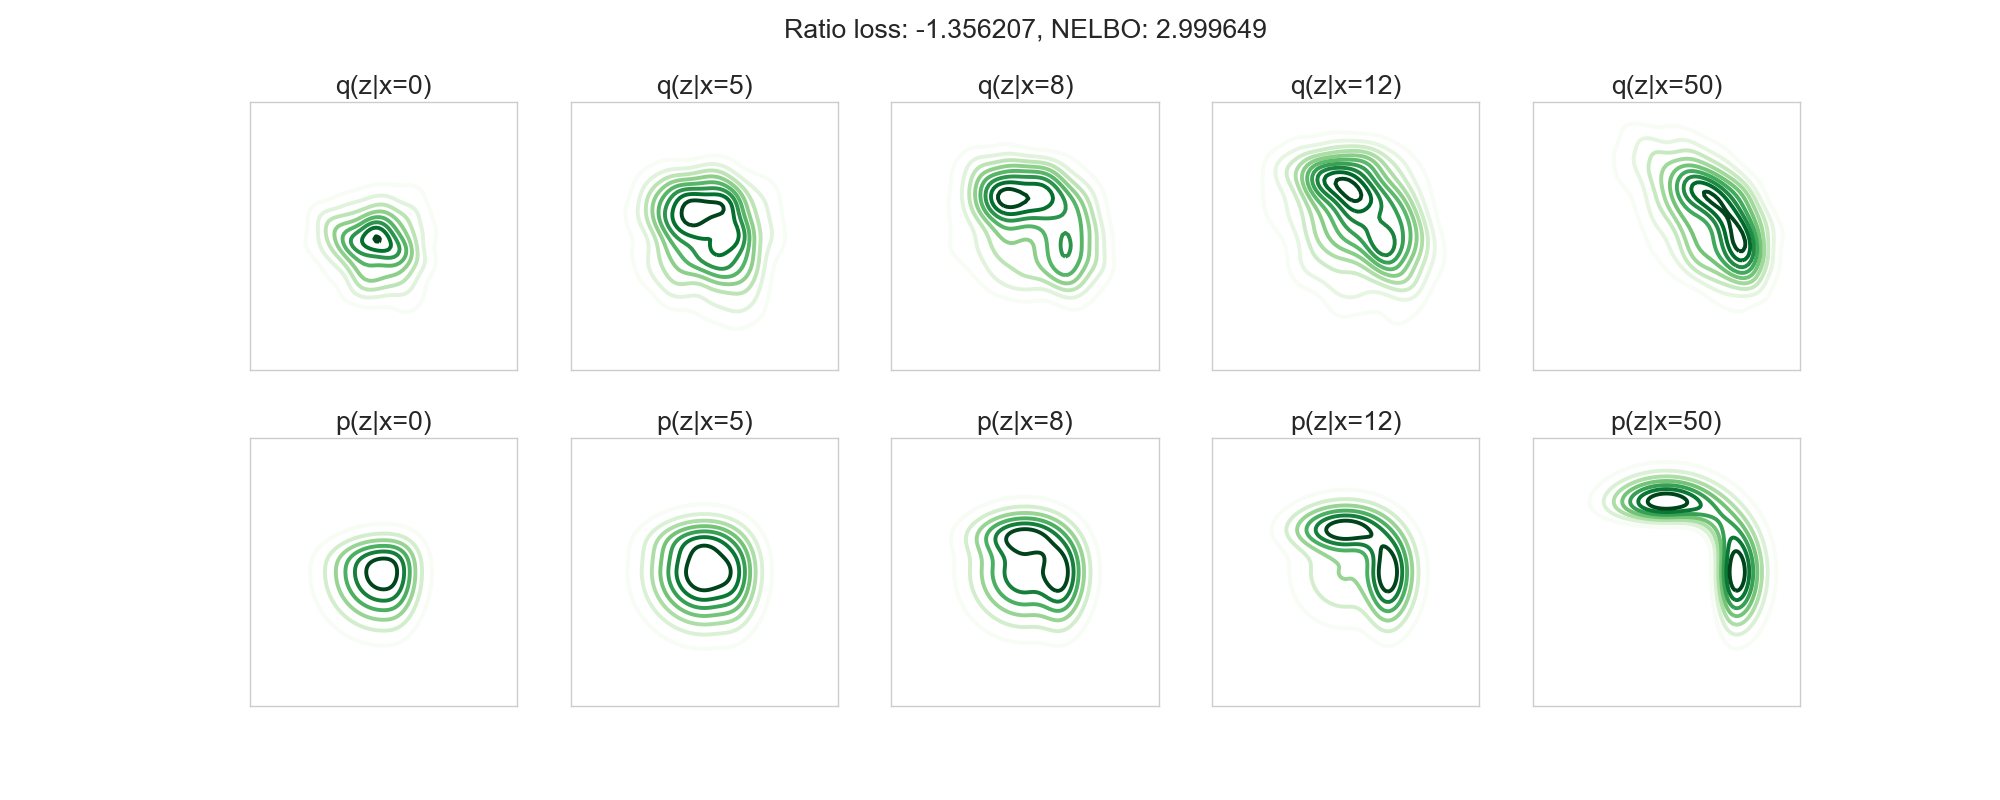 Ratio loss: -1.356207, NELBO: 2.999649
q(z|x=0) q(z|x=5) q(z|x=8) q(z|x=12) q(z|x=50)
p(z|x=0) p(z|x=5) p(z|x=8) p(z|x=12) p(z|x=50)